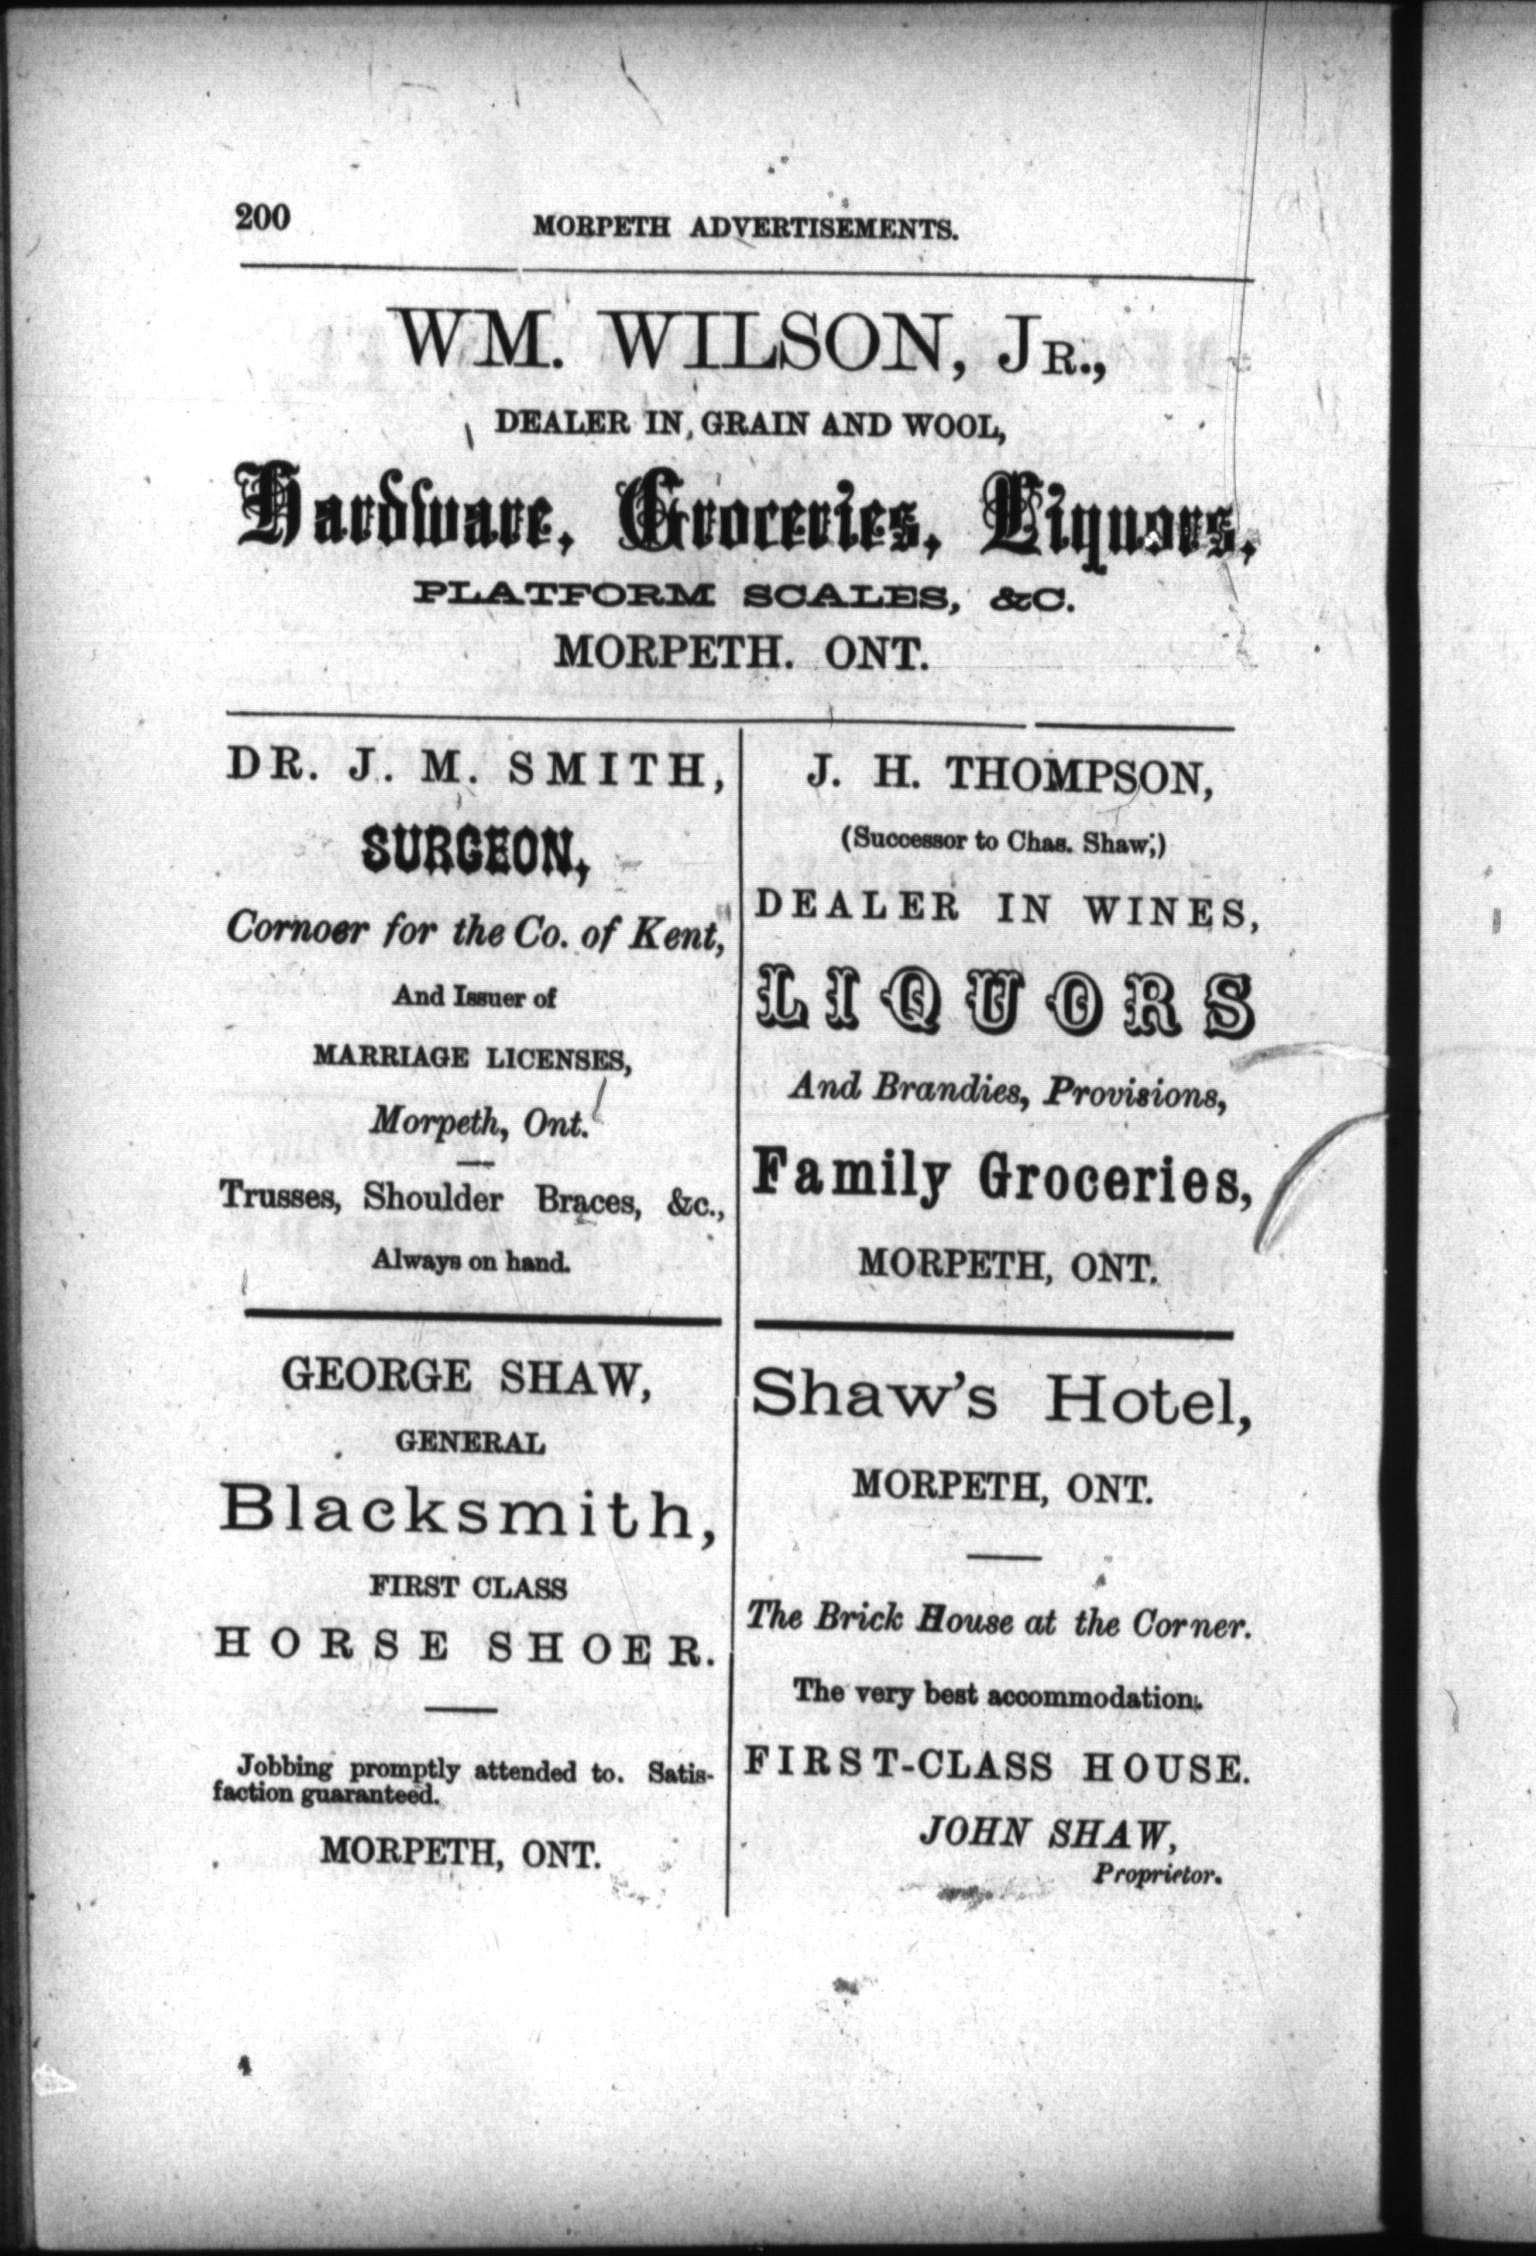 200
MORPETH ADVERTISEMENTS.
WM. WILSON, JR.,
DEALER IN GRAIN AND WOOL,
Hardware, Groceries, Liquors,
PLATFORM SCALES, &C.
MORPETH. ONT.
DR. J. M. SMITH,
SURGEON,
Cornoer for the Co. of Kent,
And Issuer of
MARRIAGE LICENSES,
Morpeth, Ont.
Trusses, Shoulder Braces, &c.,
Always on hand.
GEORGE SHAW,
GENERAL
Blacksmith,
FIRST CLASS
HORSE SHOER.
Jobbing promptly attended to. Satis-
faction guaranteed.
MORPETH, ONT.
J. H. THOMPSON,
(Successor to Chas. Shaw,)
DEALER IN WINES,
LIQUORS
And Brandies, Provisions,
Family Groceries,
MORPETH, ONT.
Shaw's Hotel,
MORPETH, ONT.
The Brick House at the Corner.
The very best accommodation.
FIRST-CLASS HOUSE.
JOHN SHAW,
Proprietor.